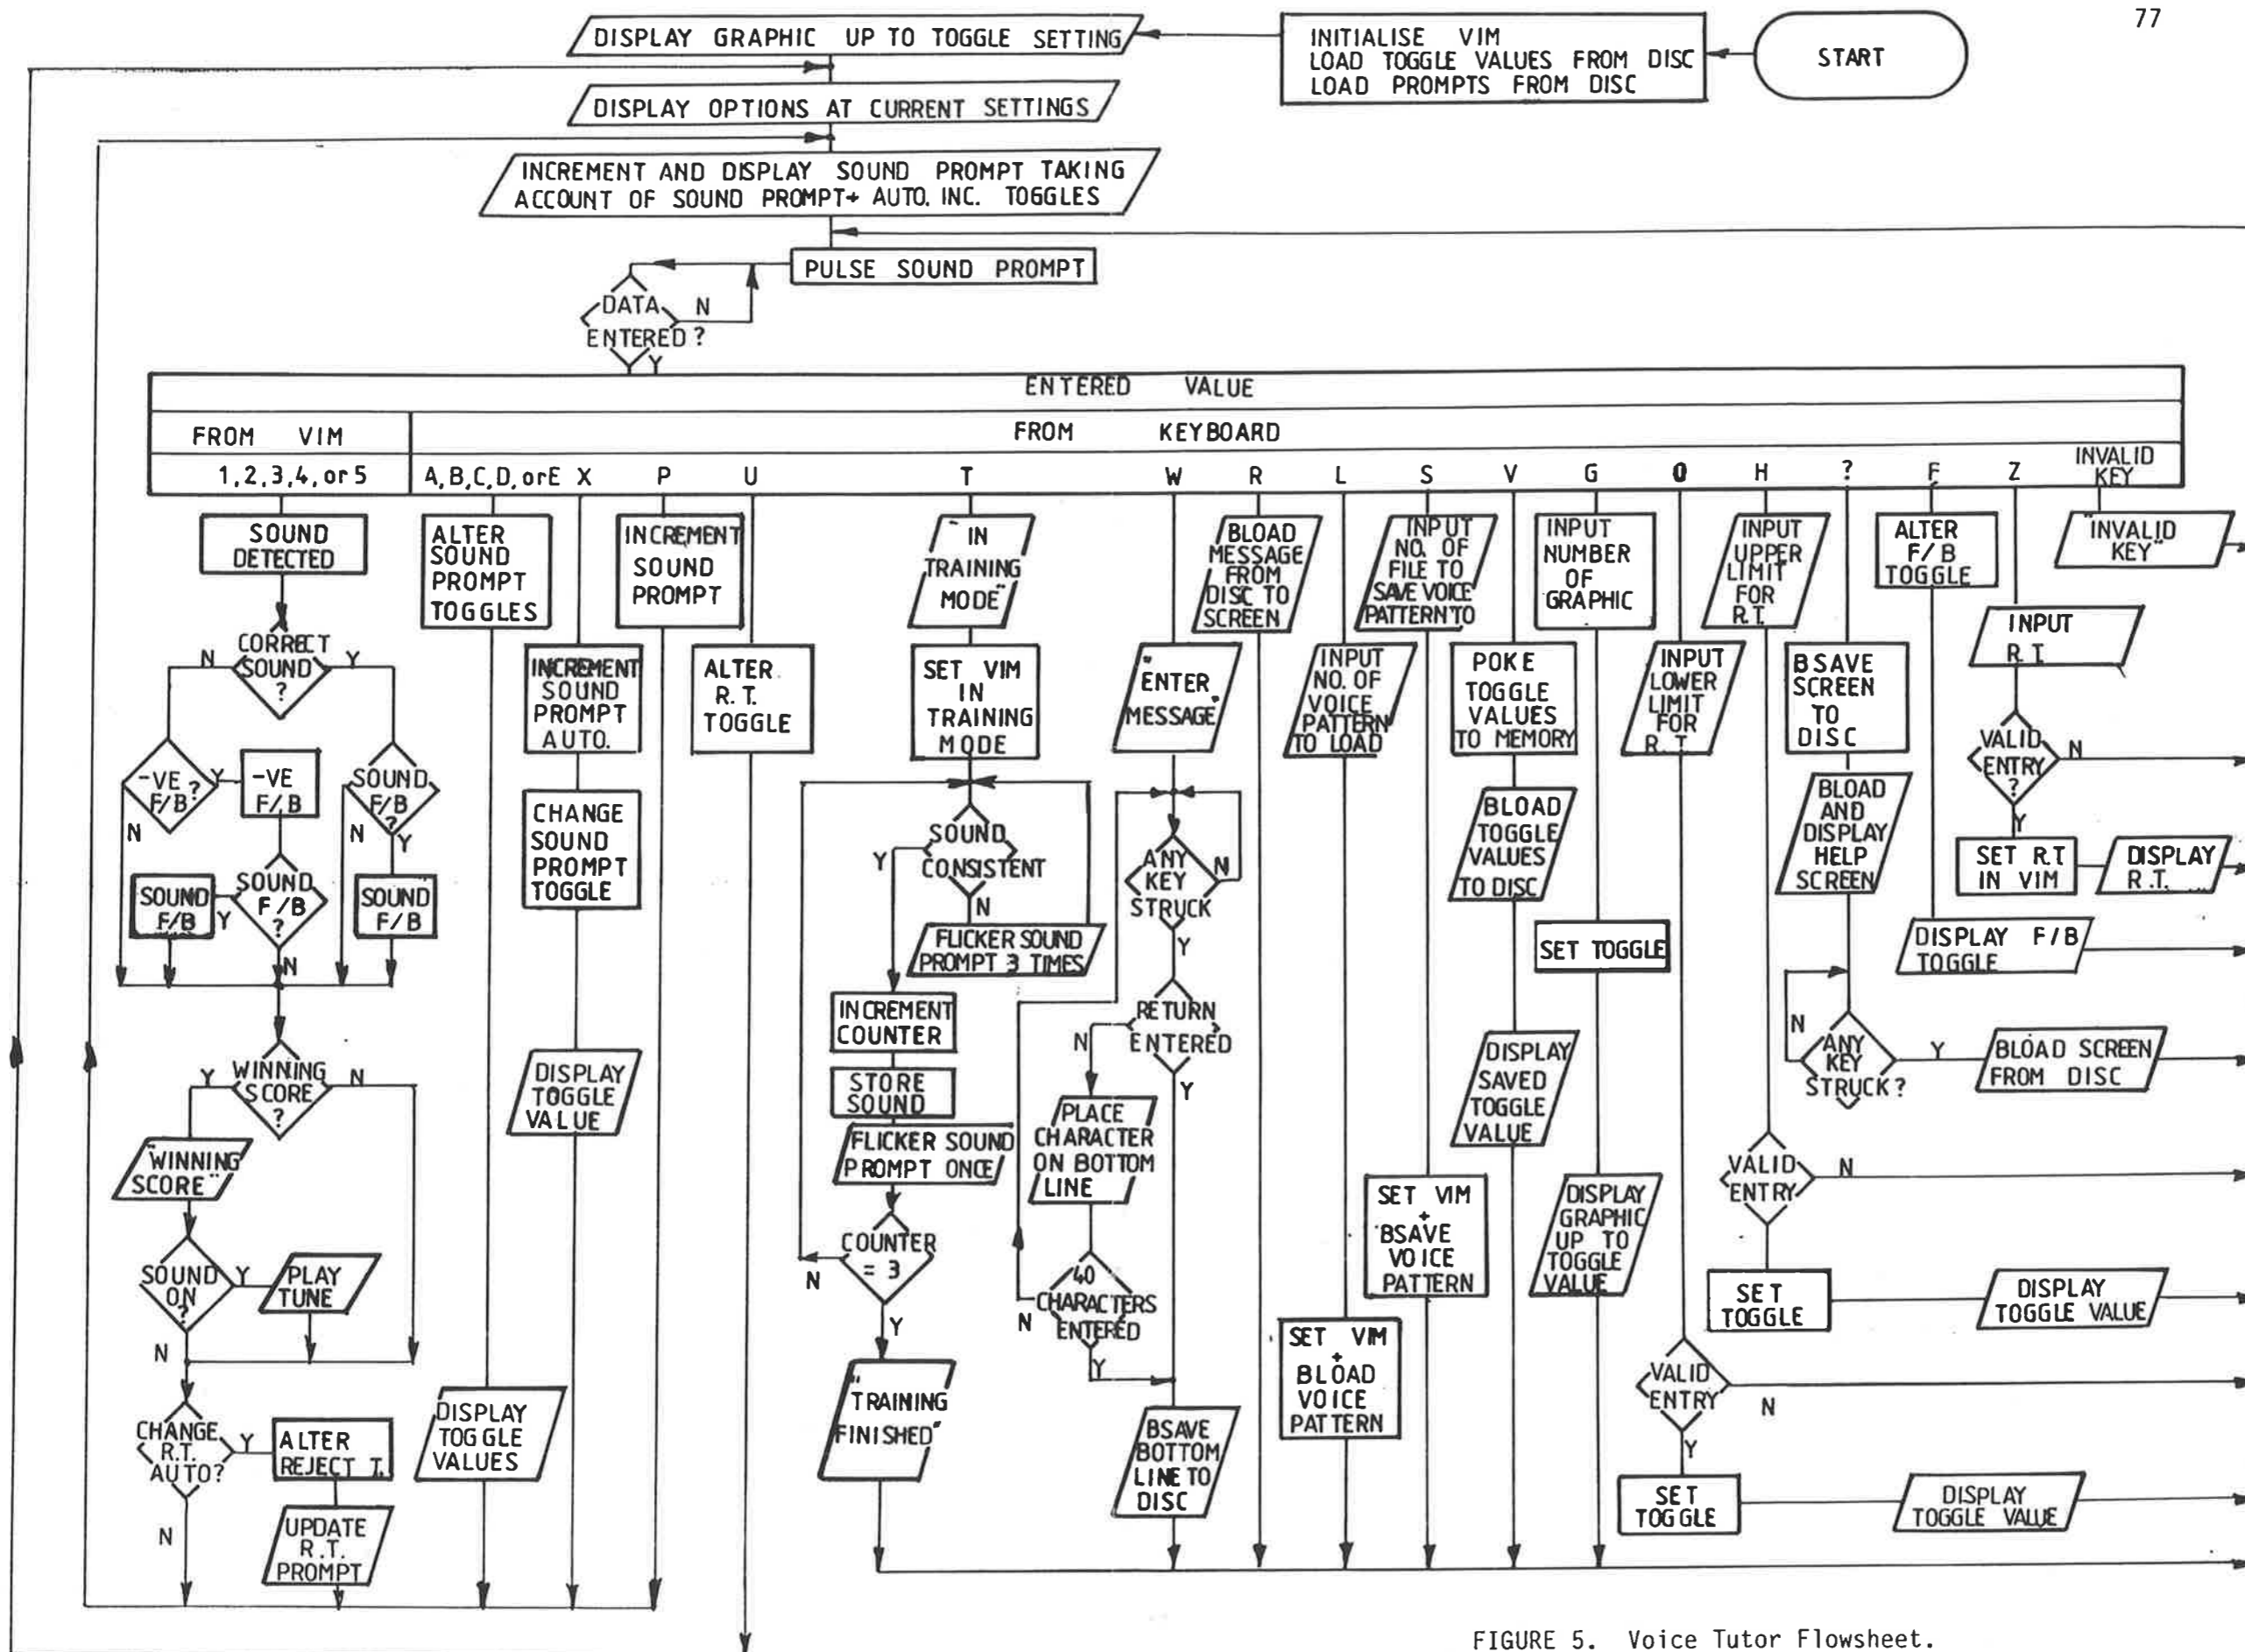 77
START
INITIALISE VIM
LOAD TOGGLE VALUES FROM DISC
LOAD PROMPTS FROM DISC
DISPLAY GRAPHIC UP TO TOGGLE SETTING
DISPLAY OPTIONS AT CURRENT SETTINGS
INCREMENT AND DISPLAY SOUND PROMPT TAKING
ACCOUNT OF SOUND PROMPT+ AUTO. INC. TOGGLES
PULSE SOUND PROMPT
DATA
ENTERED?
N
Y
ENTERED VALUE
FROM VIM
FROM KEYBOARD
1,2,3,4, or 5
A,B,C,D, or E
X
P
U
T
W
R
L
S
V
G
O
H
?
F
Z
INVALID
KEY
SOUND
DETECTED
CORRECT
SOUND
?
N
Y
-VE
F/B?
Y
N
-VE
F/B
SOUND
F/B
?
Y
N
SOUND
F/B
SOUND
F/B
?
N
Y
SOUND
F/B
WINNING
SCORE
?
Y
N
"WINNING
SCORE"
SOUND
ON
?
Y
N
PLAY
TUNE
CHANGE
R.T.
AUTO?
Y
N
ALTER
REJECT T.
UPDATE
R.T.
PROMPT
ALTER
SOUND
PROMPT
TOGGLES
DISPLAY
TOGGLE
VALUES
INCREMENT
SOUND
PROMPT
AUTO.
CHANGE
SOUND
PROMPT
TOGGLE
DISPLAY
TOGGLE
VALUE
INCREMENT
SOUND
PROMPT
ALTER
R.T.
TOGGLE
"IN
TRAINING
MODE"
SET VIM
IN
TRAINING
MODE
SOUND
CONSISTENT
Y
N
FLICKER SOUND
PROMPT 3 TIMES
INCREMENT
COUNTER
STORE
SOUND
FLICKER SOUND
PROMPT ONCE
COUNTER
= 3
N
Y
"TRAINING
FINISHED"
"ENTER
MESSAGE"
ANY
KEY
STRUCK
N
Y
RETURN
ENTERED
N
Y
PLACE
CHARACTER
ON BOTTOM
LINE
40
CHARACTERS
ENTERED
N
Y
BSAVE
BOTTOM
LINE TO
DISC
BLOAD
MESSAGE
FROM
DISC TO
SCREEN
INPUT
NO. OF
VOICE
PATTERN
TO LOAD
SET VIM
+
BLOAD
VOICE
PATTERN
INPUT
NO. OF
FILE TO
SAVE VOICE
PATTERN TO
SET VIM
+
BSAVE
VOICE
PATTERN
POKE
TOGGLE
VALUES
TO MEMORY
BLOAD
TOGGLE
VALUES
TO DISC
DISPLAY
SAVED
TOGGLE
VALUE
INPUT
NUMBER
OF
GRAPHIC
SET TOGGLE
DISPLAY
GRAPHIC
UP TO
TOGGLE
VALUE
INPUT
LOWER
LIMIT
FOR
R.T.
VALID
ENTRY
N
Y
SET
TOGGLE
DISPLAY
TOGGLE VALUE
INPUT
UPPER
LIMIT
FOR
R.T.
VALID
ENTRY
N
SET
TOGGLE
DISPLAY
TOGGLE VALUE
BSAVE
SCREEN
TO
DISC
BLOAD
AND
DISPLAY
HELP
SCREEN
ANY
KEY
STRUCK?
N
Y
BLOAD SCREEN
FROM DISC
ALTER
F/B
TOGGLE
DISPLAY F/B
TOGGLE
INPUT
R.T.
VALID
ENTRY
?
N
Y
SET R.T
IN VIM
DISPLAY
R.T.
"INVALID
KEY"
FIGURE 5. Voice Tutor Flowsheet.